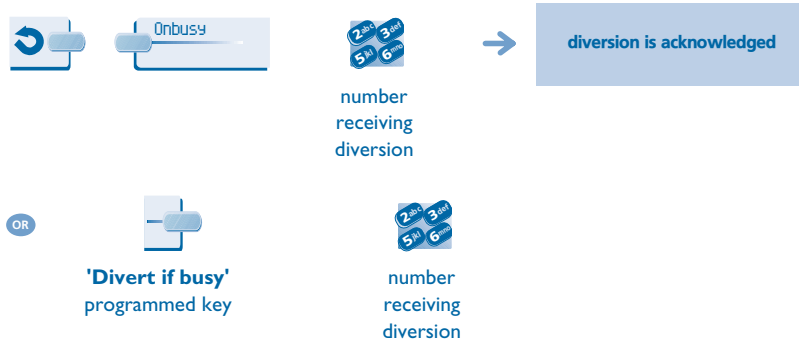 Onbusy
2abc 3def
5jkl 6mno
diversion is acknowledged
number
receiving
diversion
OR
2abc 3def
5jkl 6mno
'Divert if busy'
programmed key
number
receiving
diversion